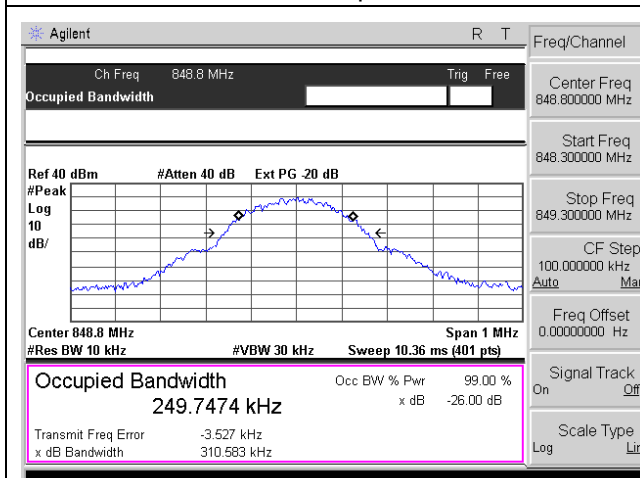 Agilent R T
Ch Freq 848.8 MHz Trig Free
Occupied Bandwidth
Ref 40 dBm #Atten 40 dB Ext PG -20 dB
#Peak
Log
10
dB/
Center 848.8 MHz Span 1 MHz
#Res BW 10 kHz #VBW 30 kHz Sweep 10.36 ms (401 pts)
Occupied Bandwidth
249.7474 kHz
Occ BW % Pwr 99.00 %
x dB -26.00 dB
Transmit Freq Error -3.527 kHz
x dB Bandwidth 310.583 kHz
Freq/Channel
Center Freq
848.800000 MHz
Start Freq
848.300000 MHz
Stop Freq
849.300000 MHz
CF Step
100.000000 kHz
Auto Man
Freq Offset
0.00000000 Hz
Signal Track
On Off
Scale Type
Log Lin